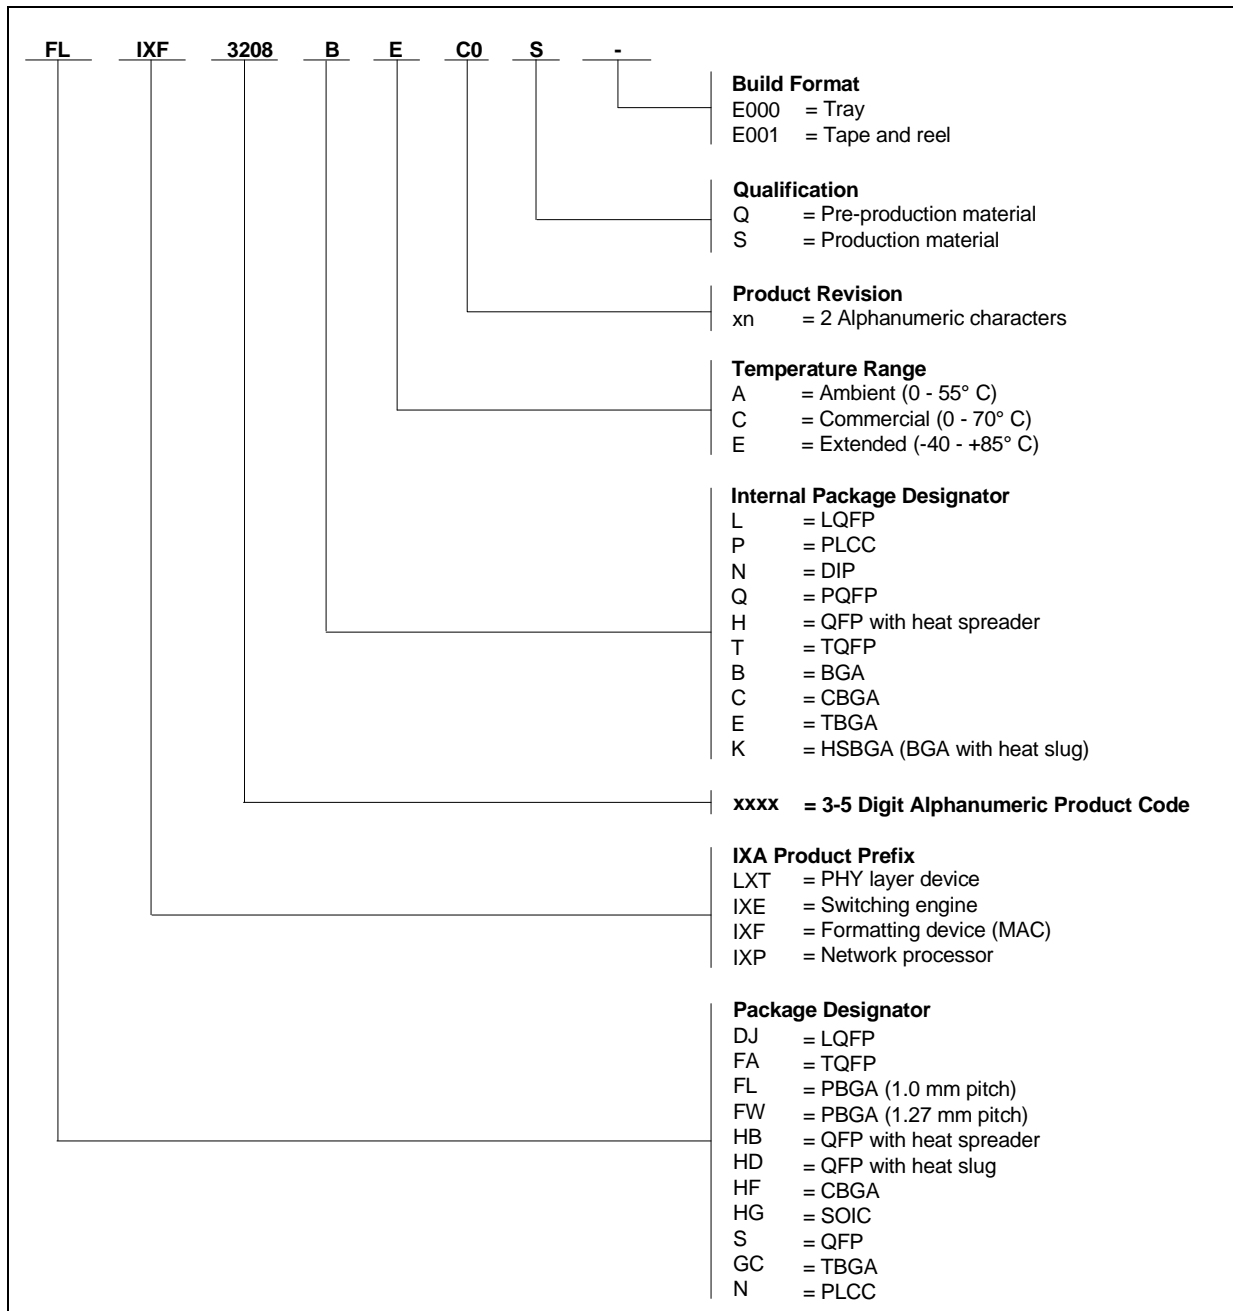 FL IXF 3208 B E C0 S -
Build Format
E000 = Tray
E001 = Tape and reel
Qualification
Q = Pre-production material
S = Production material
Product Revision
xn = 2 Alphanumeric characters
Temperature Range
A = Ambient (0 - 55° C)
C = Commercial (0 - 70° C)
E = Extended (-40 - +85° C)
Internal Package Designator
L = LQFP
P = PLCC
N = DIP
Q = PQFP
H = QFP with heat spreader
T = TQFP
B = BGA
C = CBGA
E = TBGA
K = HSBGA (BGA with heat slug)
xxxx = 3-5 Digit Alphanumeric Product Code
IXA Product Prefix
LXT = PHY layer device
IXE = Switching engine
IXF = Formatting device (MAC)
IXP = Network processor
Package Designator
DJ = LQFP
FA = TQFP
FL = PBGA (1.0 mm pitch)
FW = PBGA (1.27 mm pitch)
HB = QFP with heat spreader
HD = QFP with heat slug
HF = CBGA
HG = SOIC
S = QFP
GC = TBGA
N = PLCC